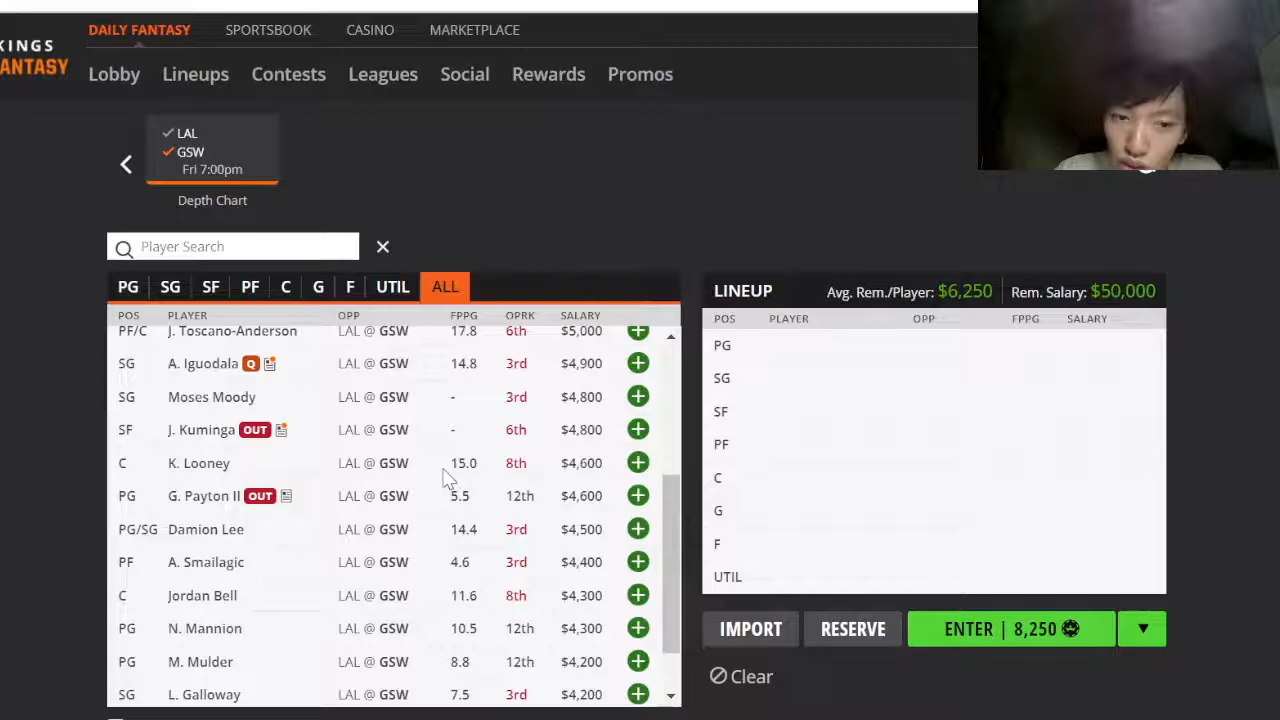 KINGS
FANTASY
DAILY FANTASY SPORTSBOOK CASINO MARKETPLACE
Lobby Lineups Contests Leagues Social Rewards Promos
LAL
GSW
Fri 7:00pm
Depth Chart
Player Search
PG SG SF PF C G F UTIL ALL
POS PLAYER OPP FPPG OPRK SALARY
PF/C J. Toscano-Anderson LAL @ GSW 17.8 6th $5,000
SG A. Iguodala Q LAL @ GSW 14.8 3rd $4,900
SG Moses Moody LAL @ GSW - 3rd $4,800
SF J. Kuminga OUT LAL @ GSW - 6th $4,800
C K. Looney LAL @ GSW 15.0 8th $4,600
PG G. Payton II OUT LAL @ GSW 5.5 12th $4,600
PG/SG Damion Lee LAL @ GSW 14.4 3rd $4,500
PF A. Smailagic LAL @ GSW 4.6 3rd $4,400
C Jordan Bell LAL @ GSW 11.6 8th $4,300
PG N. Mannion LAL @ GSW 10.5 12th $4,300
PG M. Mulder LAL @ GSW 8.8 12th $4,200
SG L. Galloway LAL @ GSW 7.5 3rd $4,200
LINEUP Avg. Rem./Player: $6,250 Rem. Salary: $50,000
POS PLAYER OPP FPPG SALARY
PG
SG
SF
PF
C
G
F
UTIL
IMPORT RESERVE ENTER | 8,250
Clear